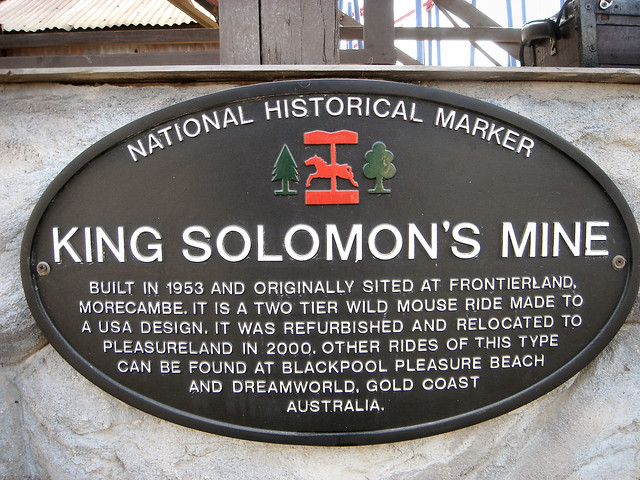 NATIONAL HISTORICAL MARKER
KING SOLOMON'S MINE
BUILT IN 1953 AND ORIGINALLY SITED AT FRONTIERLAND,
MORECAMBE. IT IS A TWO TIER WILD MOUSE RIDE MADE TO
A USA DESIGN. IT WAS REFURBISHED AND RELOCATED TO
PLEASURELAND IN 2000. OTHER RIDES OF THIS TYPE
CAN BE FOUND AT BLACKPOOL PLEASURE BEACH
AND DREAMWORLD, GOLD COAST
AUSTRALIA.